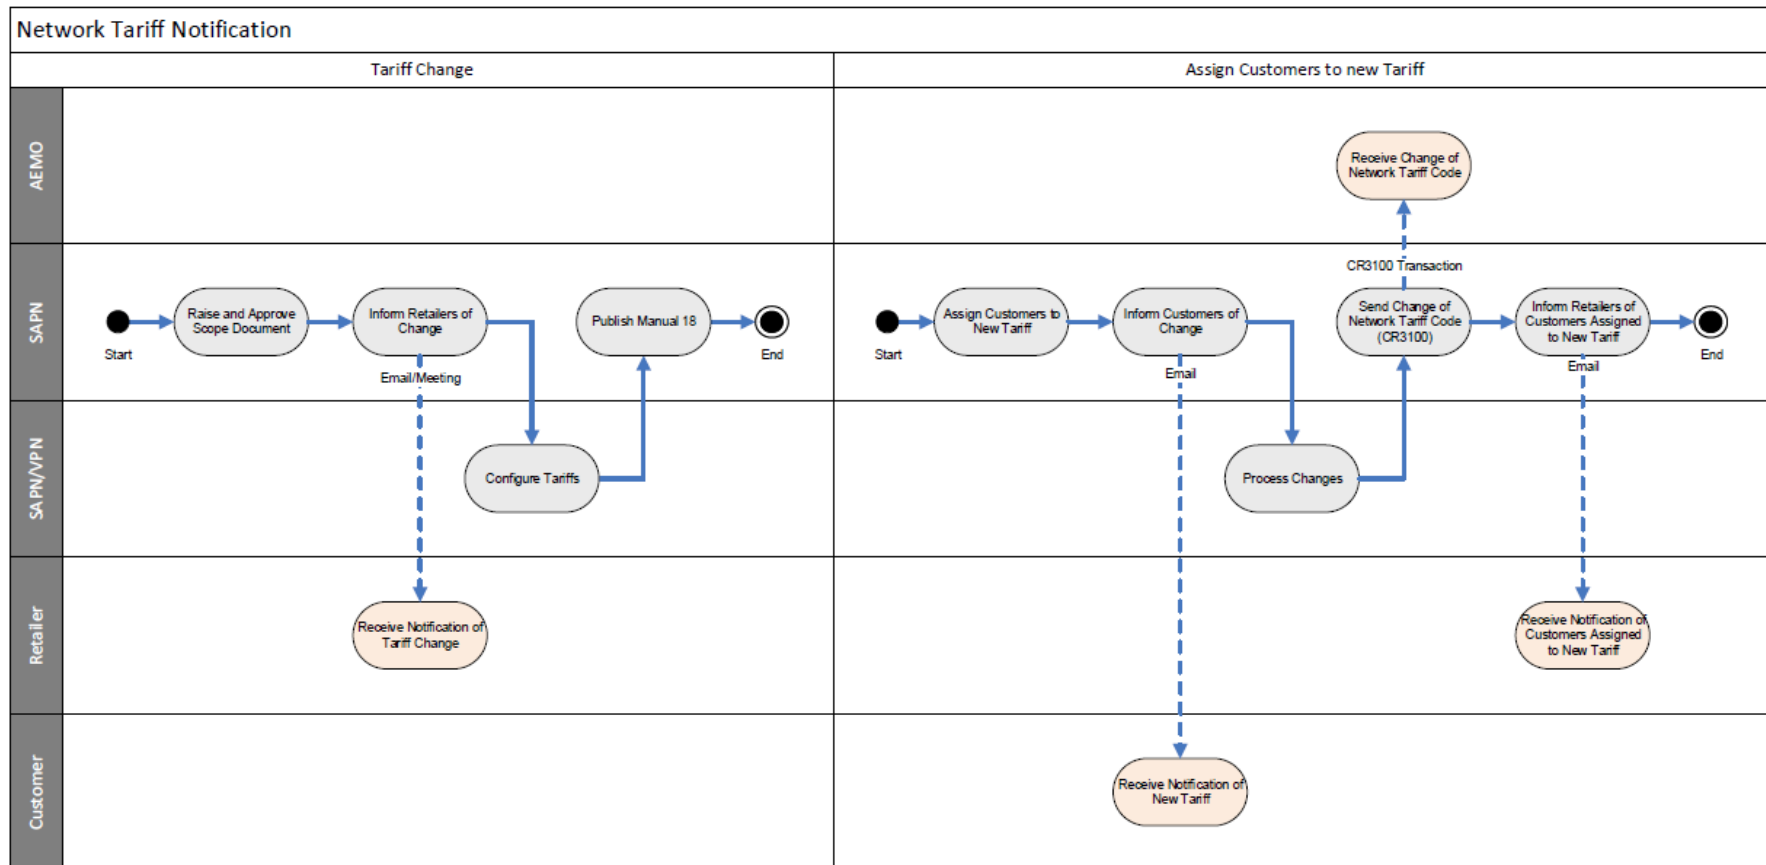 Network Tariff Notification
Tariff Change
Assign Customers to new Tariff
AEMO
Receive Change of
Network Tariff Code
CR3100 Transaction
SAPN
Start
Raise and Approve
Scope Document
Inform Retailers of
Change
Email/Meeting
Publish Manual 18
End
Start
Assign Customers to
New Tariff
Inform Customers of
Change
Email
Send Change of
Network Tariff Code
(CR3100)
Inform Retailers of
Customers Assigned
to New Tariff
Email
End
SAPN/VPN
Configure Tariffs
Process Changes
Retailer
Receive Notification of
Tariff Change
Receive Notification of
Customers Assigned
to New Tariff
Customer
Receive Notification of
New Tariff